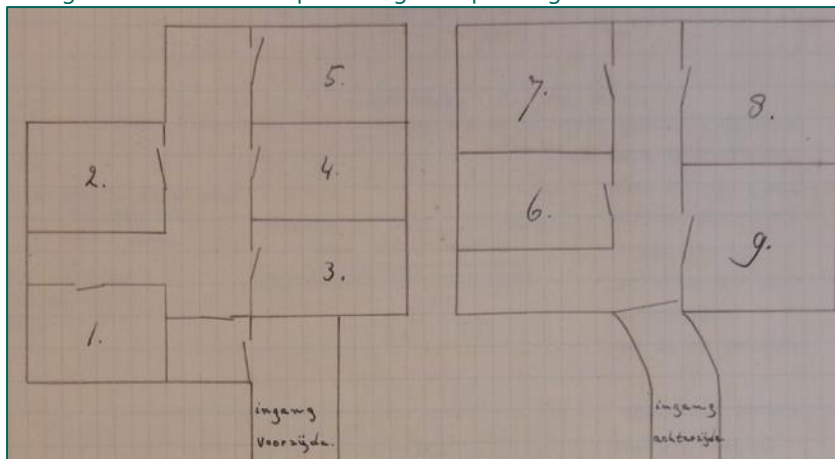 5.
7.
8.
2.
4.
6.
3.
9.
1.
ingang
voorzijde.
ingang
achterzijde